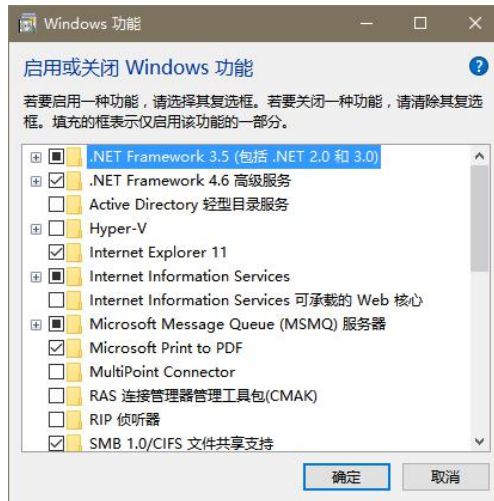 Windows 功能
启用或关闭 Windows 功能
若要启用一种功能，请选择其复选框。若要关闭一种功能，请清除其复选
框。填充的框表示仅启用该功能的一部分。
.NET Framework 3.5 (包括 .NET 2.0 和 3.0)
.NET Framework 4.6 高级服务
Active Directory 轻型目录服务
Hyper-V
Internet Explorer 11
Internet Information Services
Internet Information Services 可承载的 Web 核心
Microsoft Message Queue (MSMQ) 服务器
Microsoft Print to PDF
MultiPoint Connector
RAS 连接管理器管理工具包(CMAK)
RIP 侦听器
SMB 1.0/CIFS 文件共享支持
确定 取消